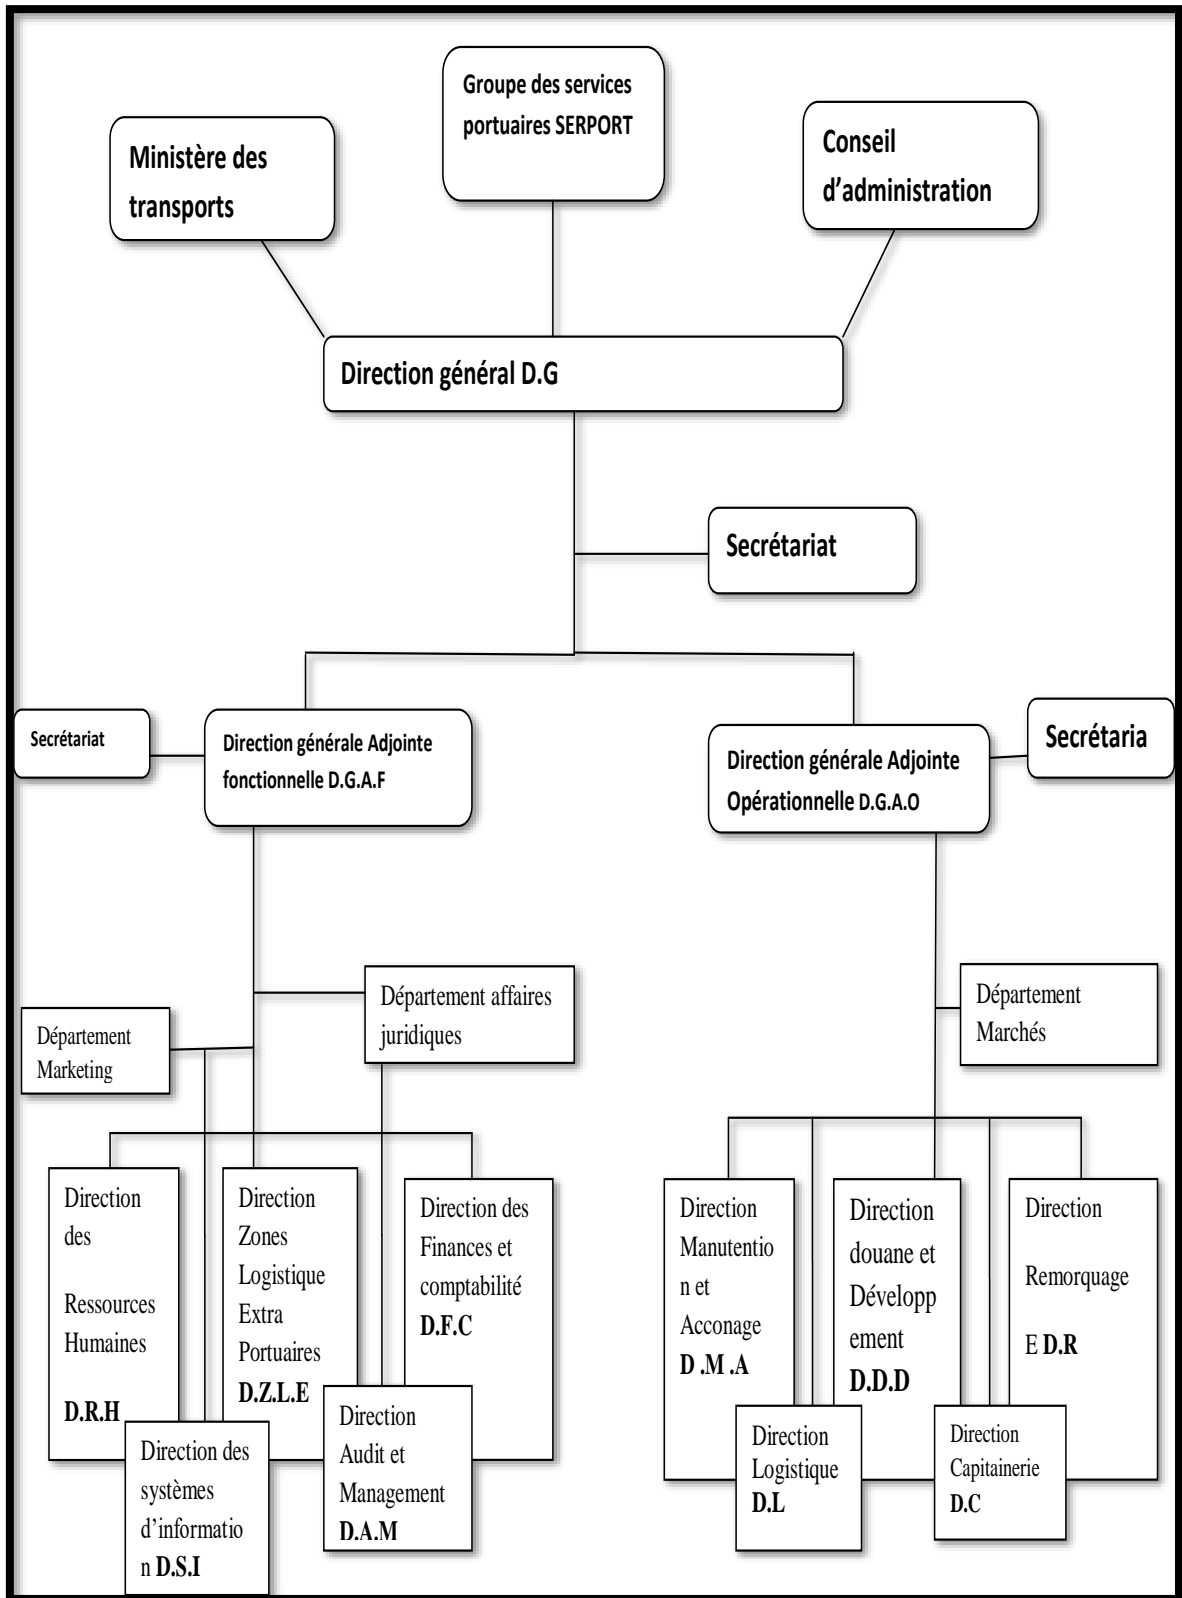 Groupe des services
portuaires SERPORT
Ministère des
transports
Conseil
d’administration
Direction général D.G
Secrétariat
Secrétariat
Direction générale Adjointe
fonctionnelle D.G.A.F
Direction générale Adjointe
Opérationnelle D.G.A.O
Secrétaria
Département affaires
juridiques
Département
Marketing
Département
Marchés
Direction
des
Ressources
Humaines
D.R.H
Direction
Zones
Logistique
Extra
Portuaires
D.Z.L.E
Direction des
Finances et
comptabilité
D.F.C
Direction des
systèmes
d’informatio
n D.S.I
Direction
Audit et
Management
D.A.M
Direction
Manutentio
n et
Acconage
D .M .A
Direction
douane et
Développ
ement
D.D.D
Direction
Remorquage
E D.R
Direction
Logistique
D.L
Direction
Capitainerie
D.C